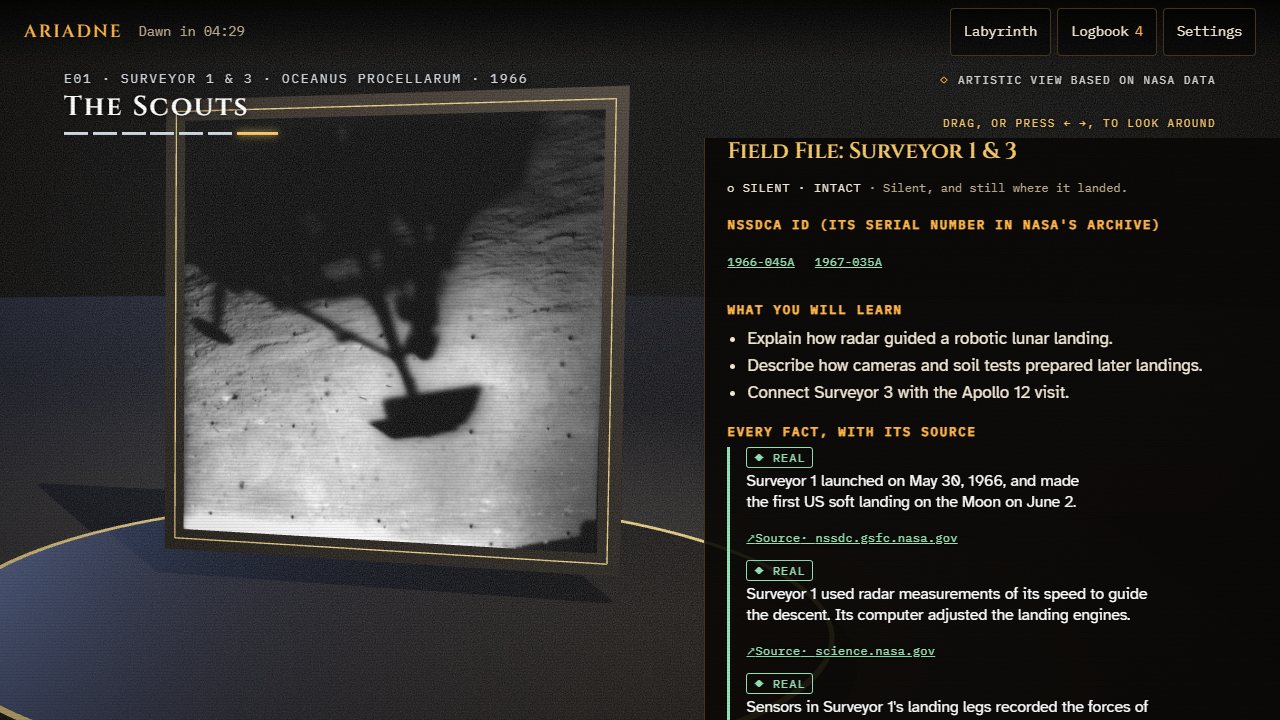 ARIADNE
Dawn in 04:29
Labyrinth
Logbook 4
Settings
E01 · SURVEYOR 1 & 3 · OCEANUS PROCELLARUM · 1966
The Scouts
◇ ARTISTIC VIEW BASED ON NASA DATA
DRAG, OR PRESS ← →, TO LOOK AROUND
Field File: Surveyor 1 & 3
o SILENT · INTACT · Silent, and still where it landed.
NSSDCA ID (ITS SERIAL NUMBER IN NASA'S ARCHIVE)
1966-045A 1967-035A
WHAT YOU WILL LEARN
• Explain how radar guided a robotic lunar landing.
• Describe how cameras and soil tests prepared later landings.
• Connect Surveyor 3 with the Apollo 12 visit.
EVERY FACT, WITH ITS SOURCE
◆ REAL
Surveyor 1 launched on May 30, 1966, and made
the first US soft landing on the Moon on June 2.
↗Source· nssdc.gsfc.nasa.gov
◆ REAL
Surveyor 1 used radar measurements of its speed to guide
the descent. Its computer adjusted the landing engines.
↗Source· science.nasa.gov
◆ REAL
Sensors in Surveyor 1's landing legs recorded the forces of